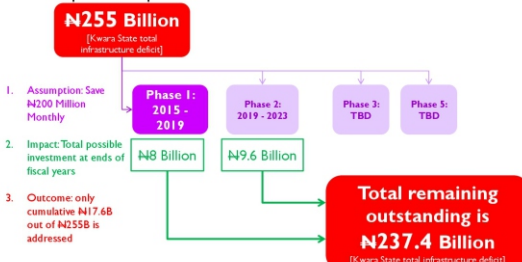 ₦255 Billion
[Kwara State total
infrastructure deficit]
1. Assumption: Save
₦200 Million
Monthly
Phase 1:
2015 -
2019
Phase 2:
2019 - 2023
Phase 3:
TBD
Phase 5:
TBD
2. Impact: Total possible
investment at ends of
fiscal years
₦8 Billion
₦9.6 Billion
3. Outcome: only
cumulative ₦17.6B
out of ₦255B is
addressed
Total remaining
outstanding is
₦237.4 Billion
[Kwara State total infrastructure deficit]